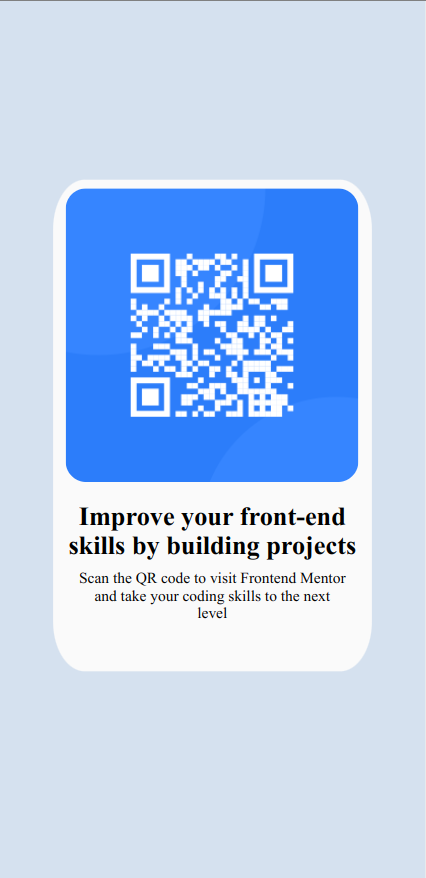 Improve your front-end
skills by building projects
Scan the QR code to visit Frontend Mentor
and take your coding skills to the next
level